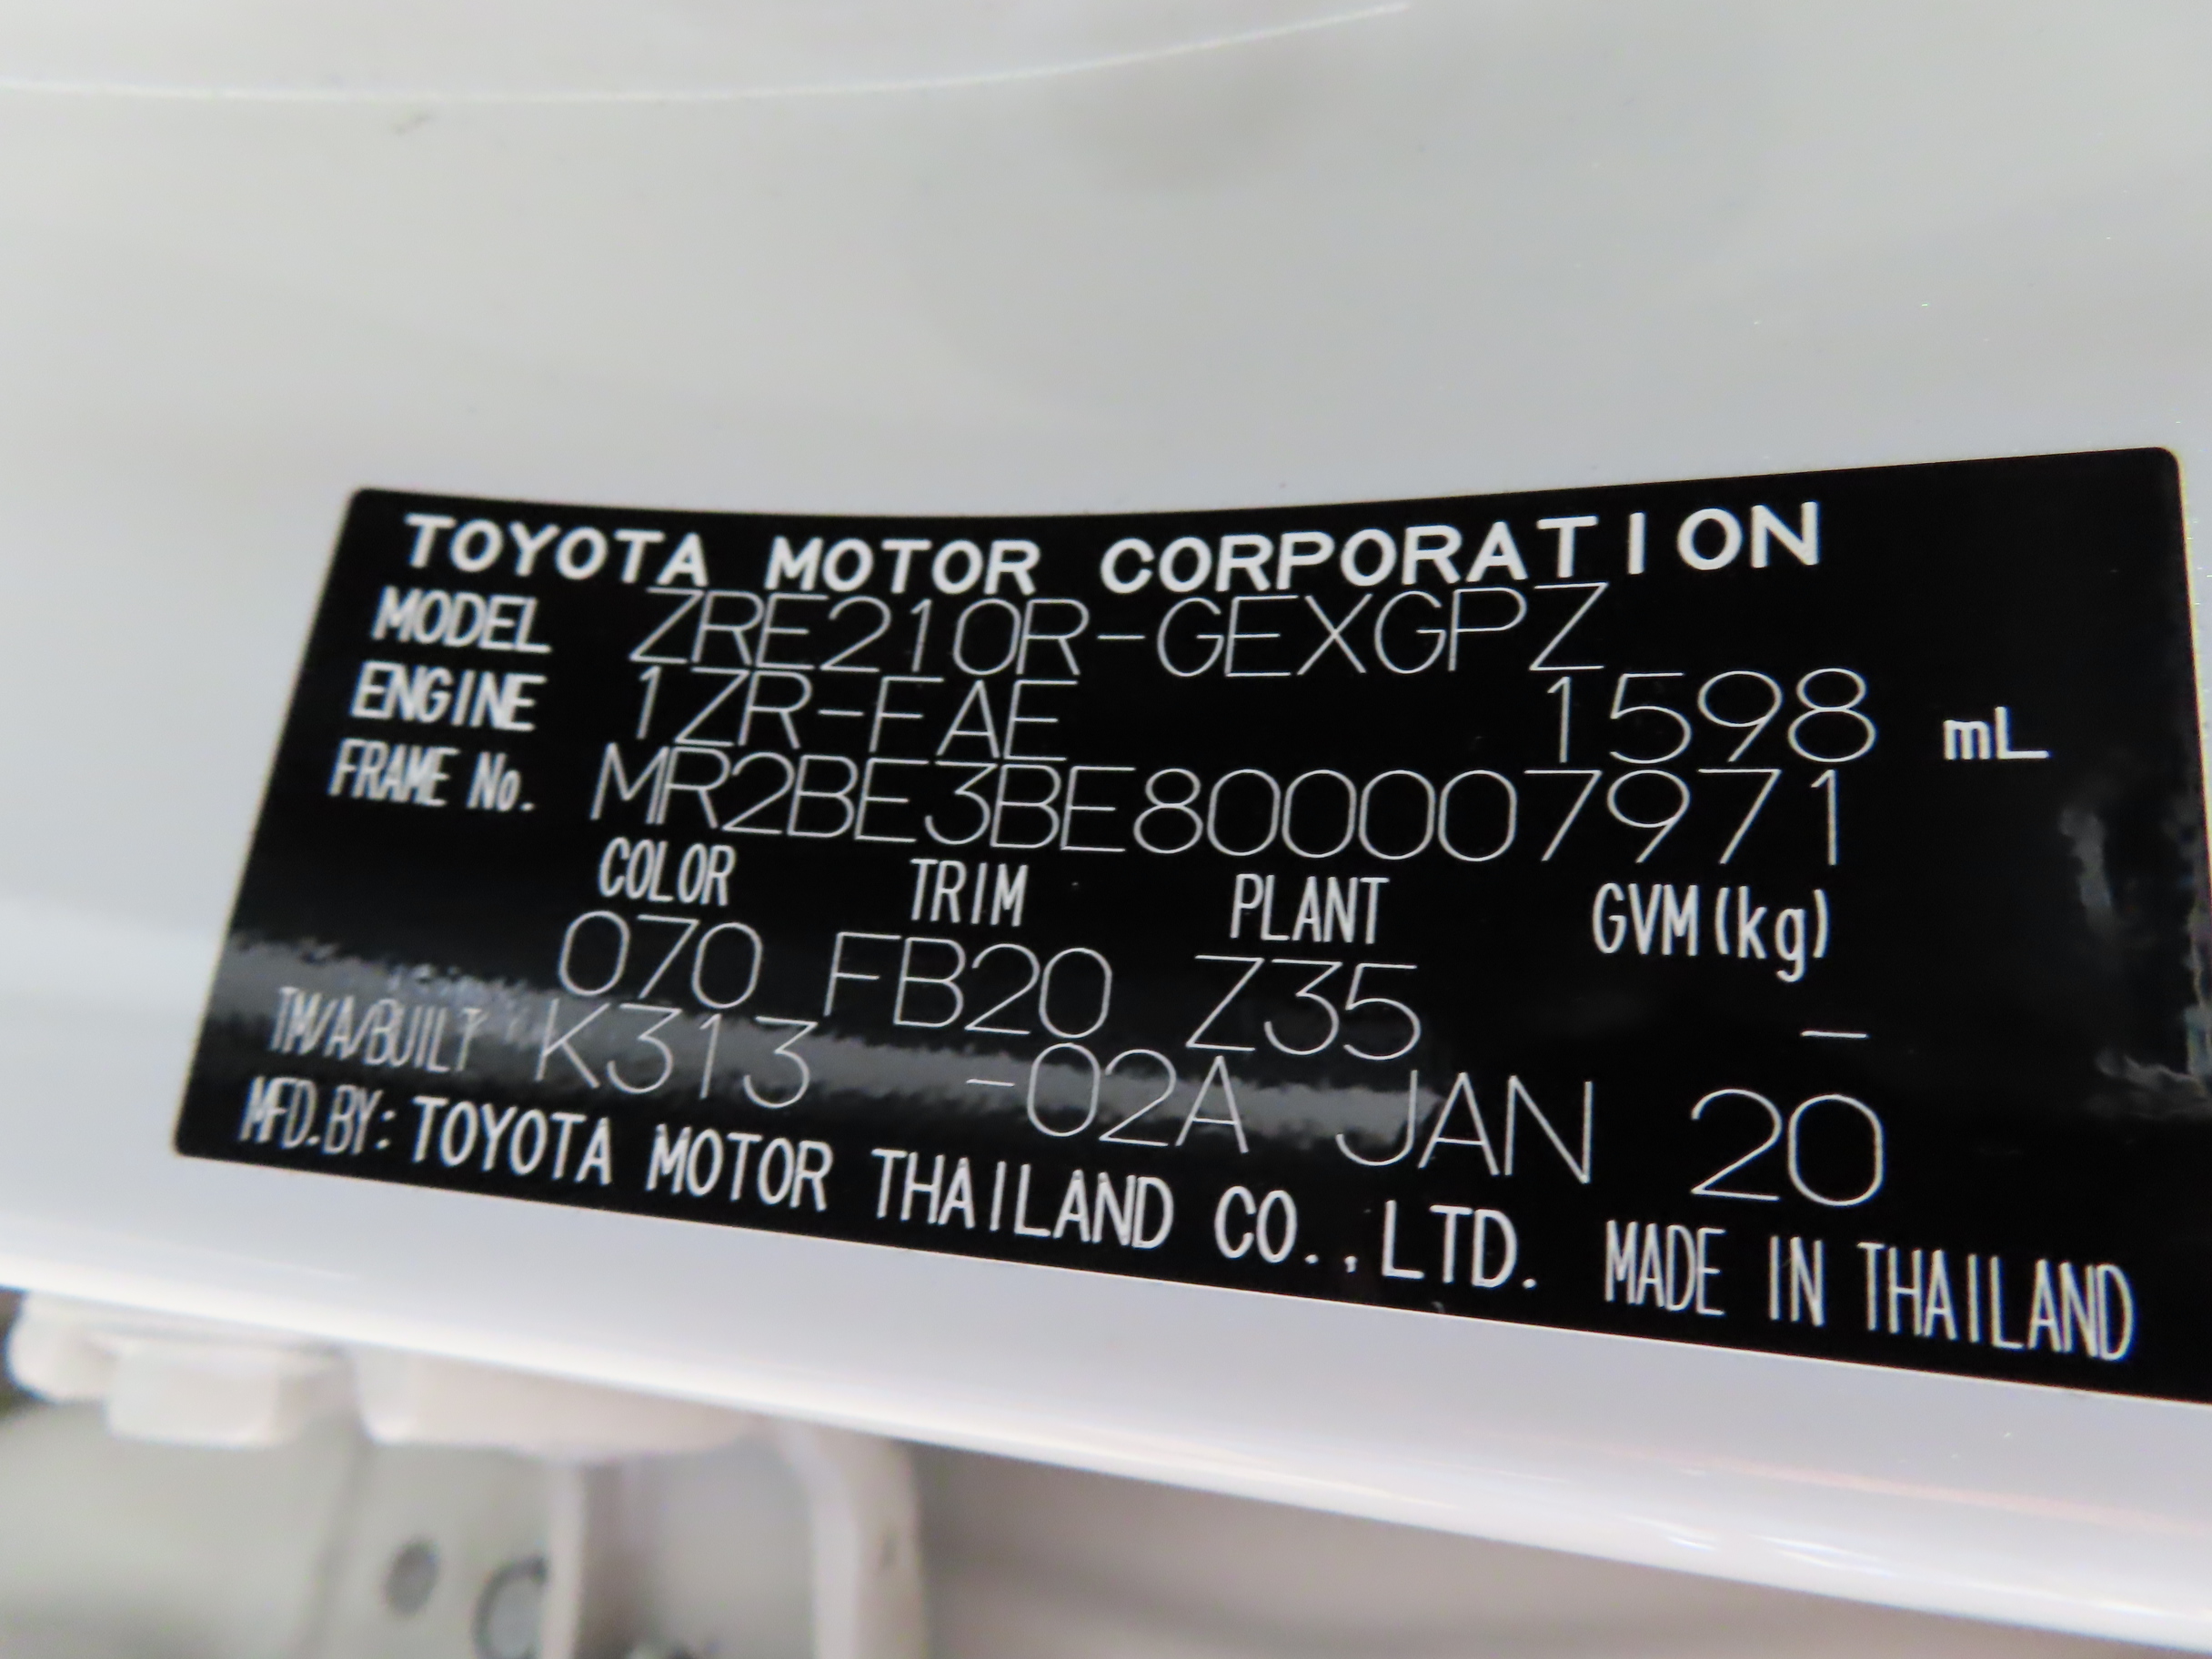 TOYOTA MOTOR CORPORATION
MODEL ZRE210R-GEXGPZ
ENGINE 1ZR-FAE 1598 mL
FRAME No. MR2BE3BE800007971
COLOR TRIM PLANT GVM(kg)
070 FB20 Z35 -
TM/A/BUILT K313 -02A JAN 20
MFD.BY: TOYOTA MOTOR THAILAND CO.,LTD. MADE IN THAILAND